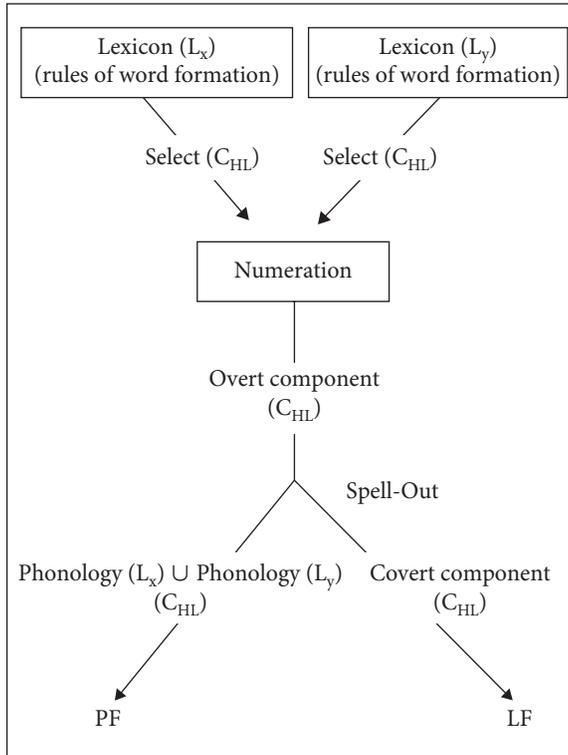 Lexicon (Lx)
(rules of word formation)
Lexicon (Ly)
(rules of word formation)
Select (CHL)
Select (CHL)
Numeration
Overt component
(CHL)
Spell-Out
Phonology (Lx) ∪ Phonology (Ly)
(CHL)
Covert component
(CHL)
PF
LF